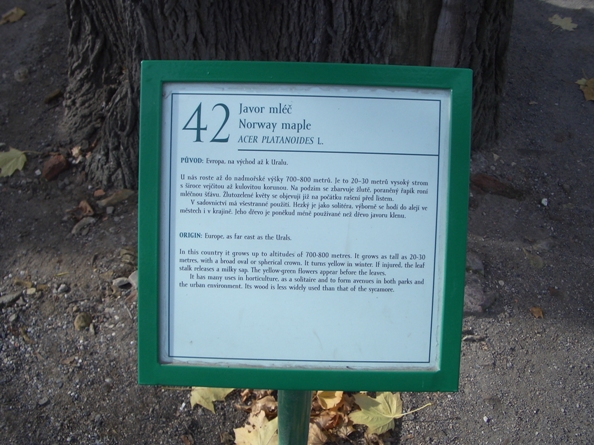 42
Javor mléč
Norway maple
ACER PLATANOIDES L.
PŮVOD: Evropa, na východ až k Uralu.
U nás roste až do nadmořské výšky 700-800 metrů. Je to 20-30 metrů vysoký strom
s široce vejčitou až kulovitou korunou. Na podzim se zbarvuje žlutě, poraněný řapík roní
mléčnou šťávu. Žlutozelené květy se objevují již na počátku rašení před listem.
V sadovnictví má všestranné použití. Hezký je jako solitéra, výborně se hodí do alejí ve
městech i v krajině. Jeho dřevo je poněkud méně používané než dřevo javoru klenu.
ORIGIN: Europe, as far east as the Urals.
In this country it grows up to altitudes of 700-800 metres. It grows as tall as 20-30
metres, with a broad oval or spherical crown. It turns yellow in winter. If injured, the leaf
stalk releases a milky sap. The yellow-green flowers appear before the leaves.
It has many uses in horticulture, as a solitaire and to form avenues in both parks and
the urban environment. Its wood is less widely used than that of the sycamore.